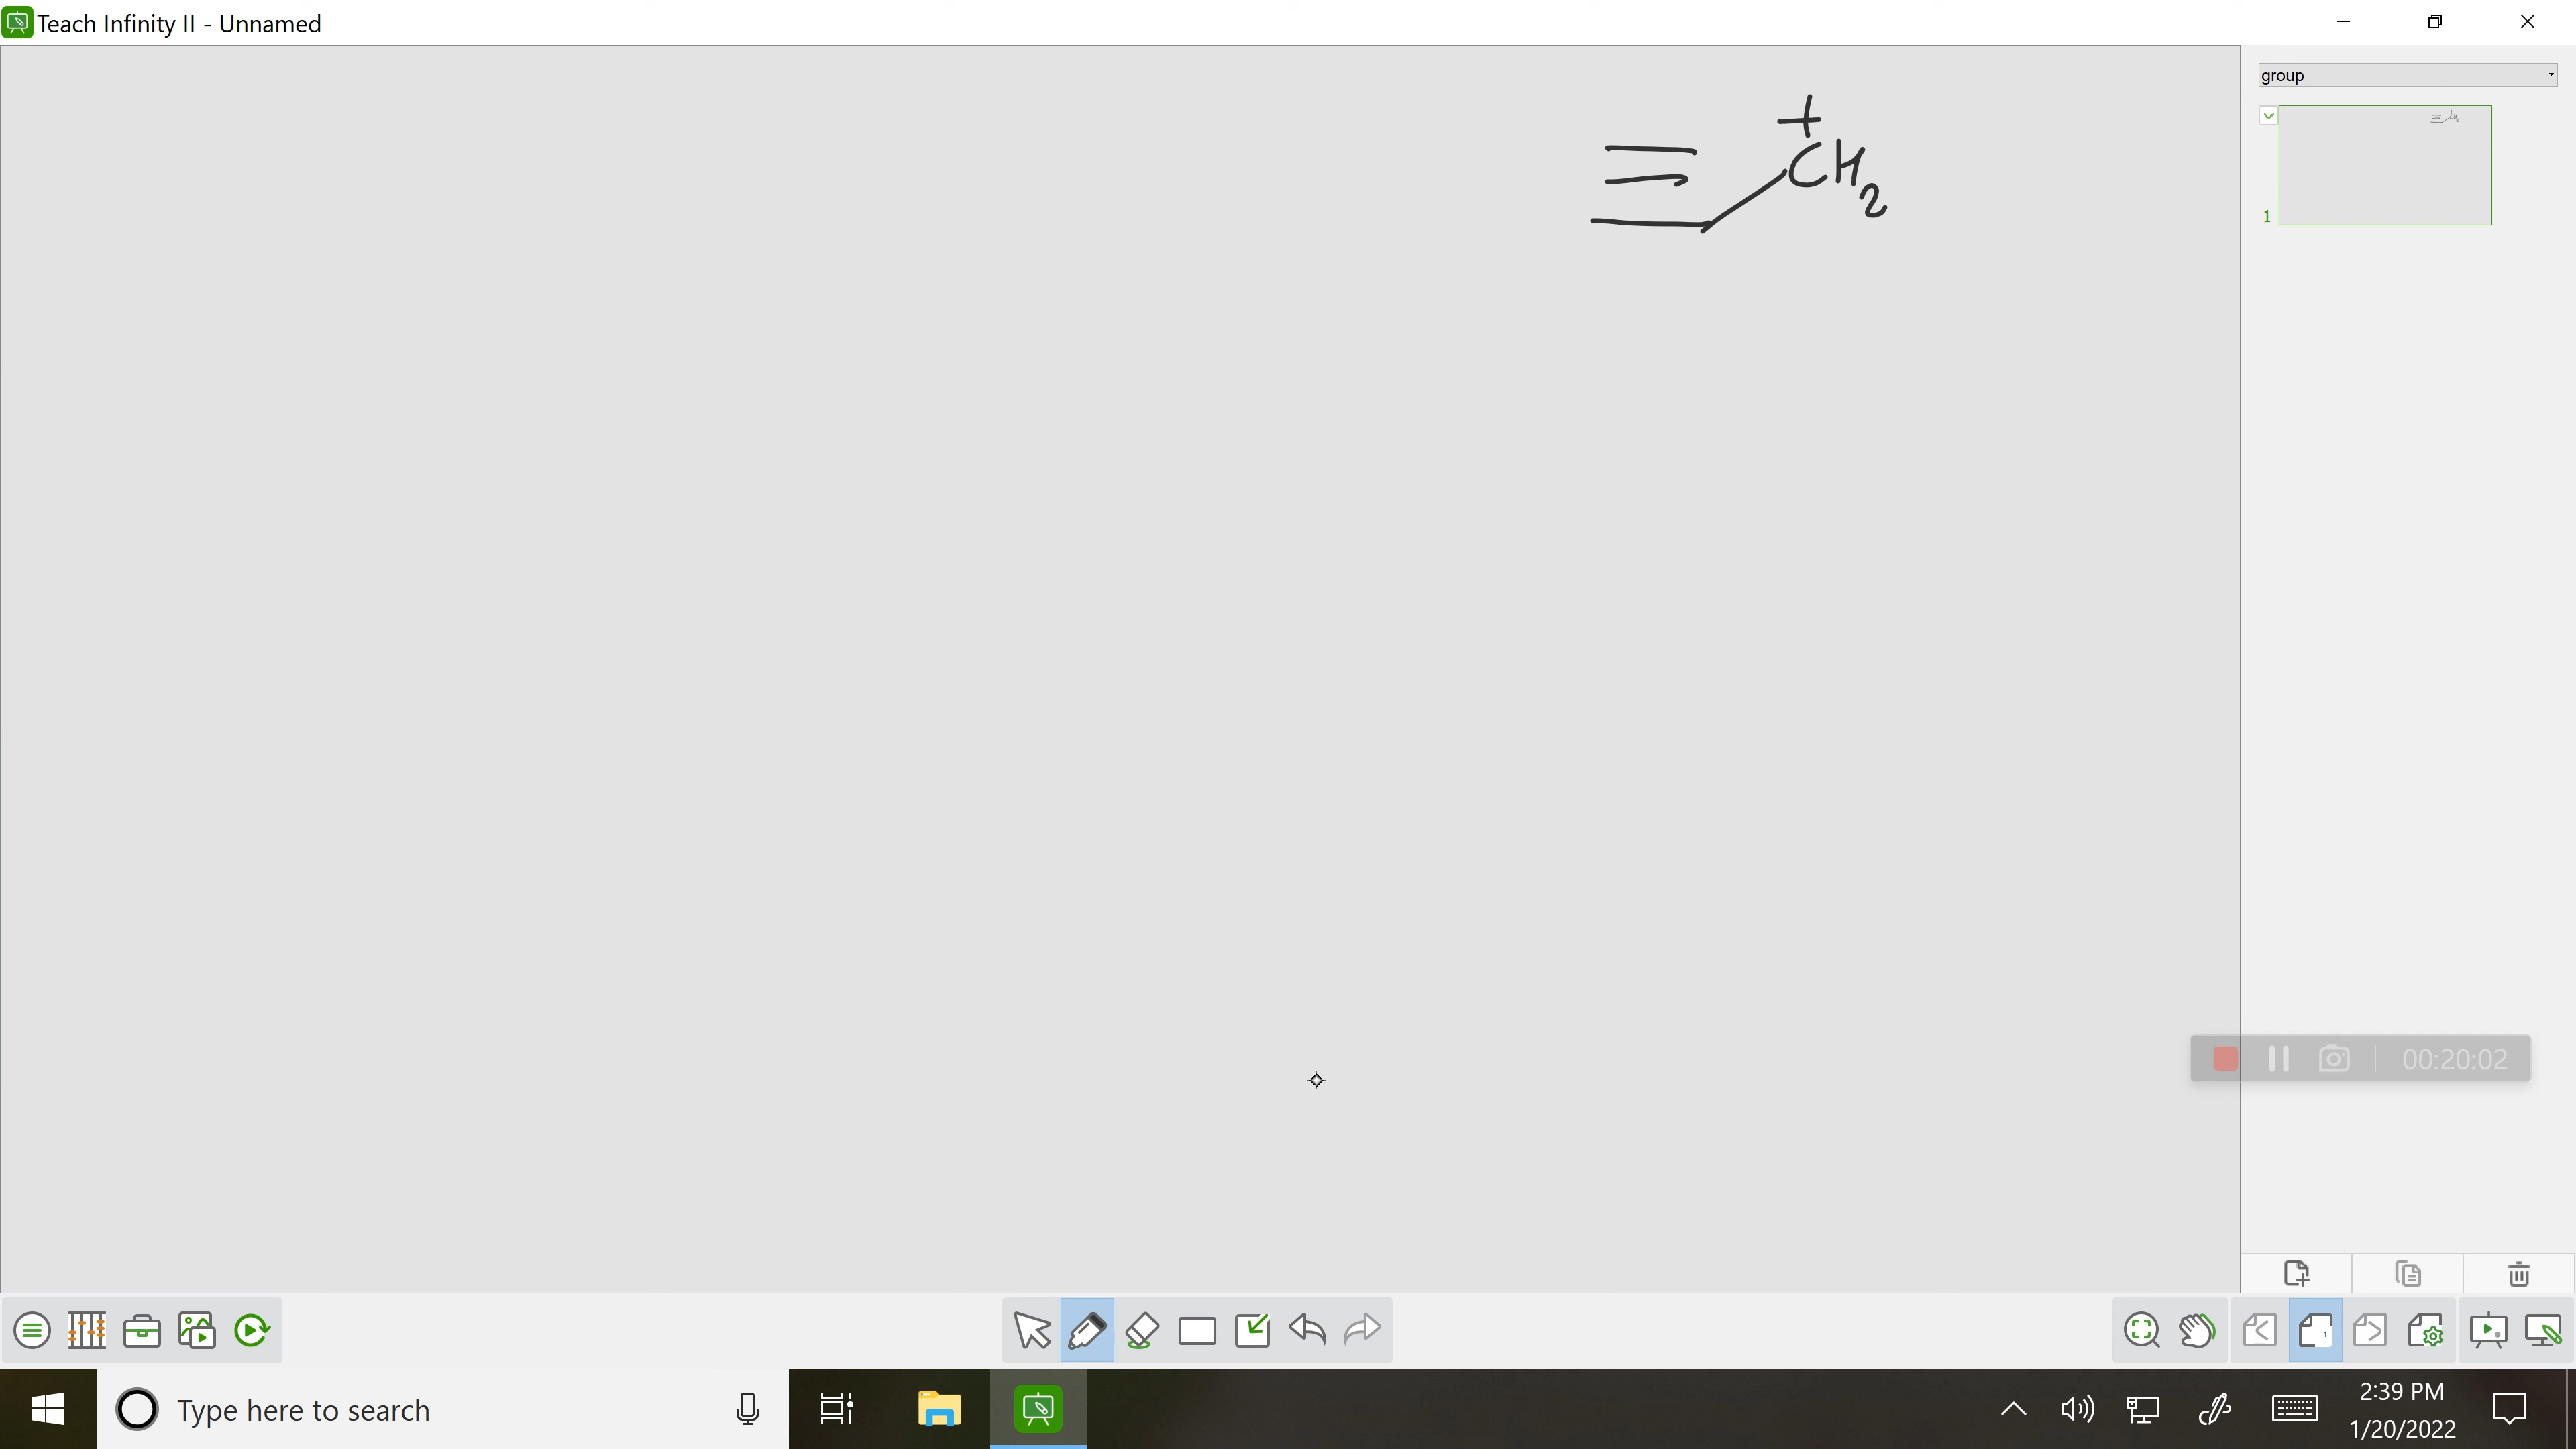 Teach Infinity II - Unnamed
group
+
CH2
1
00:20:02
1
Type here to search
2:39 PM
1/20/2022